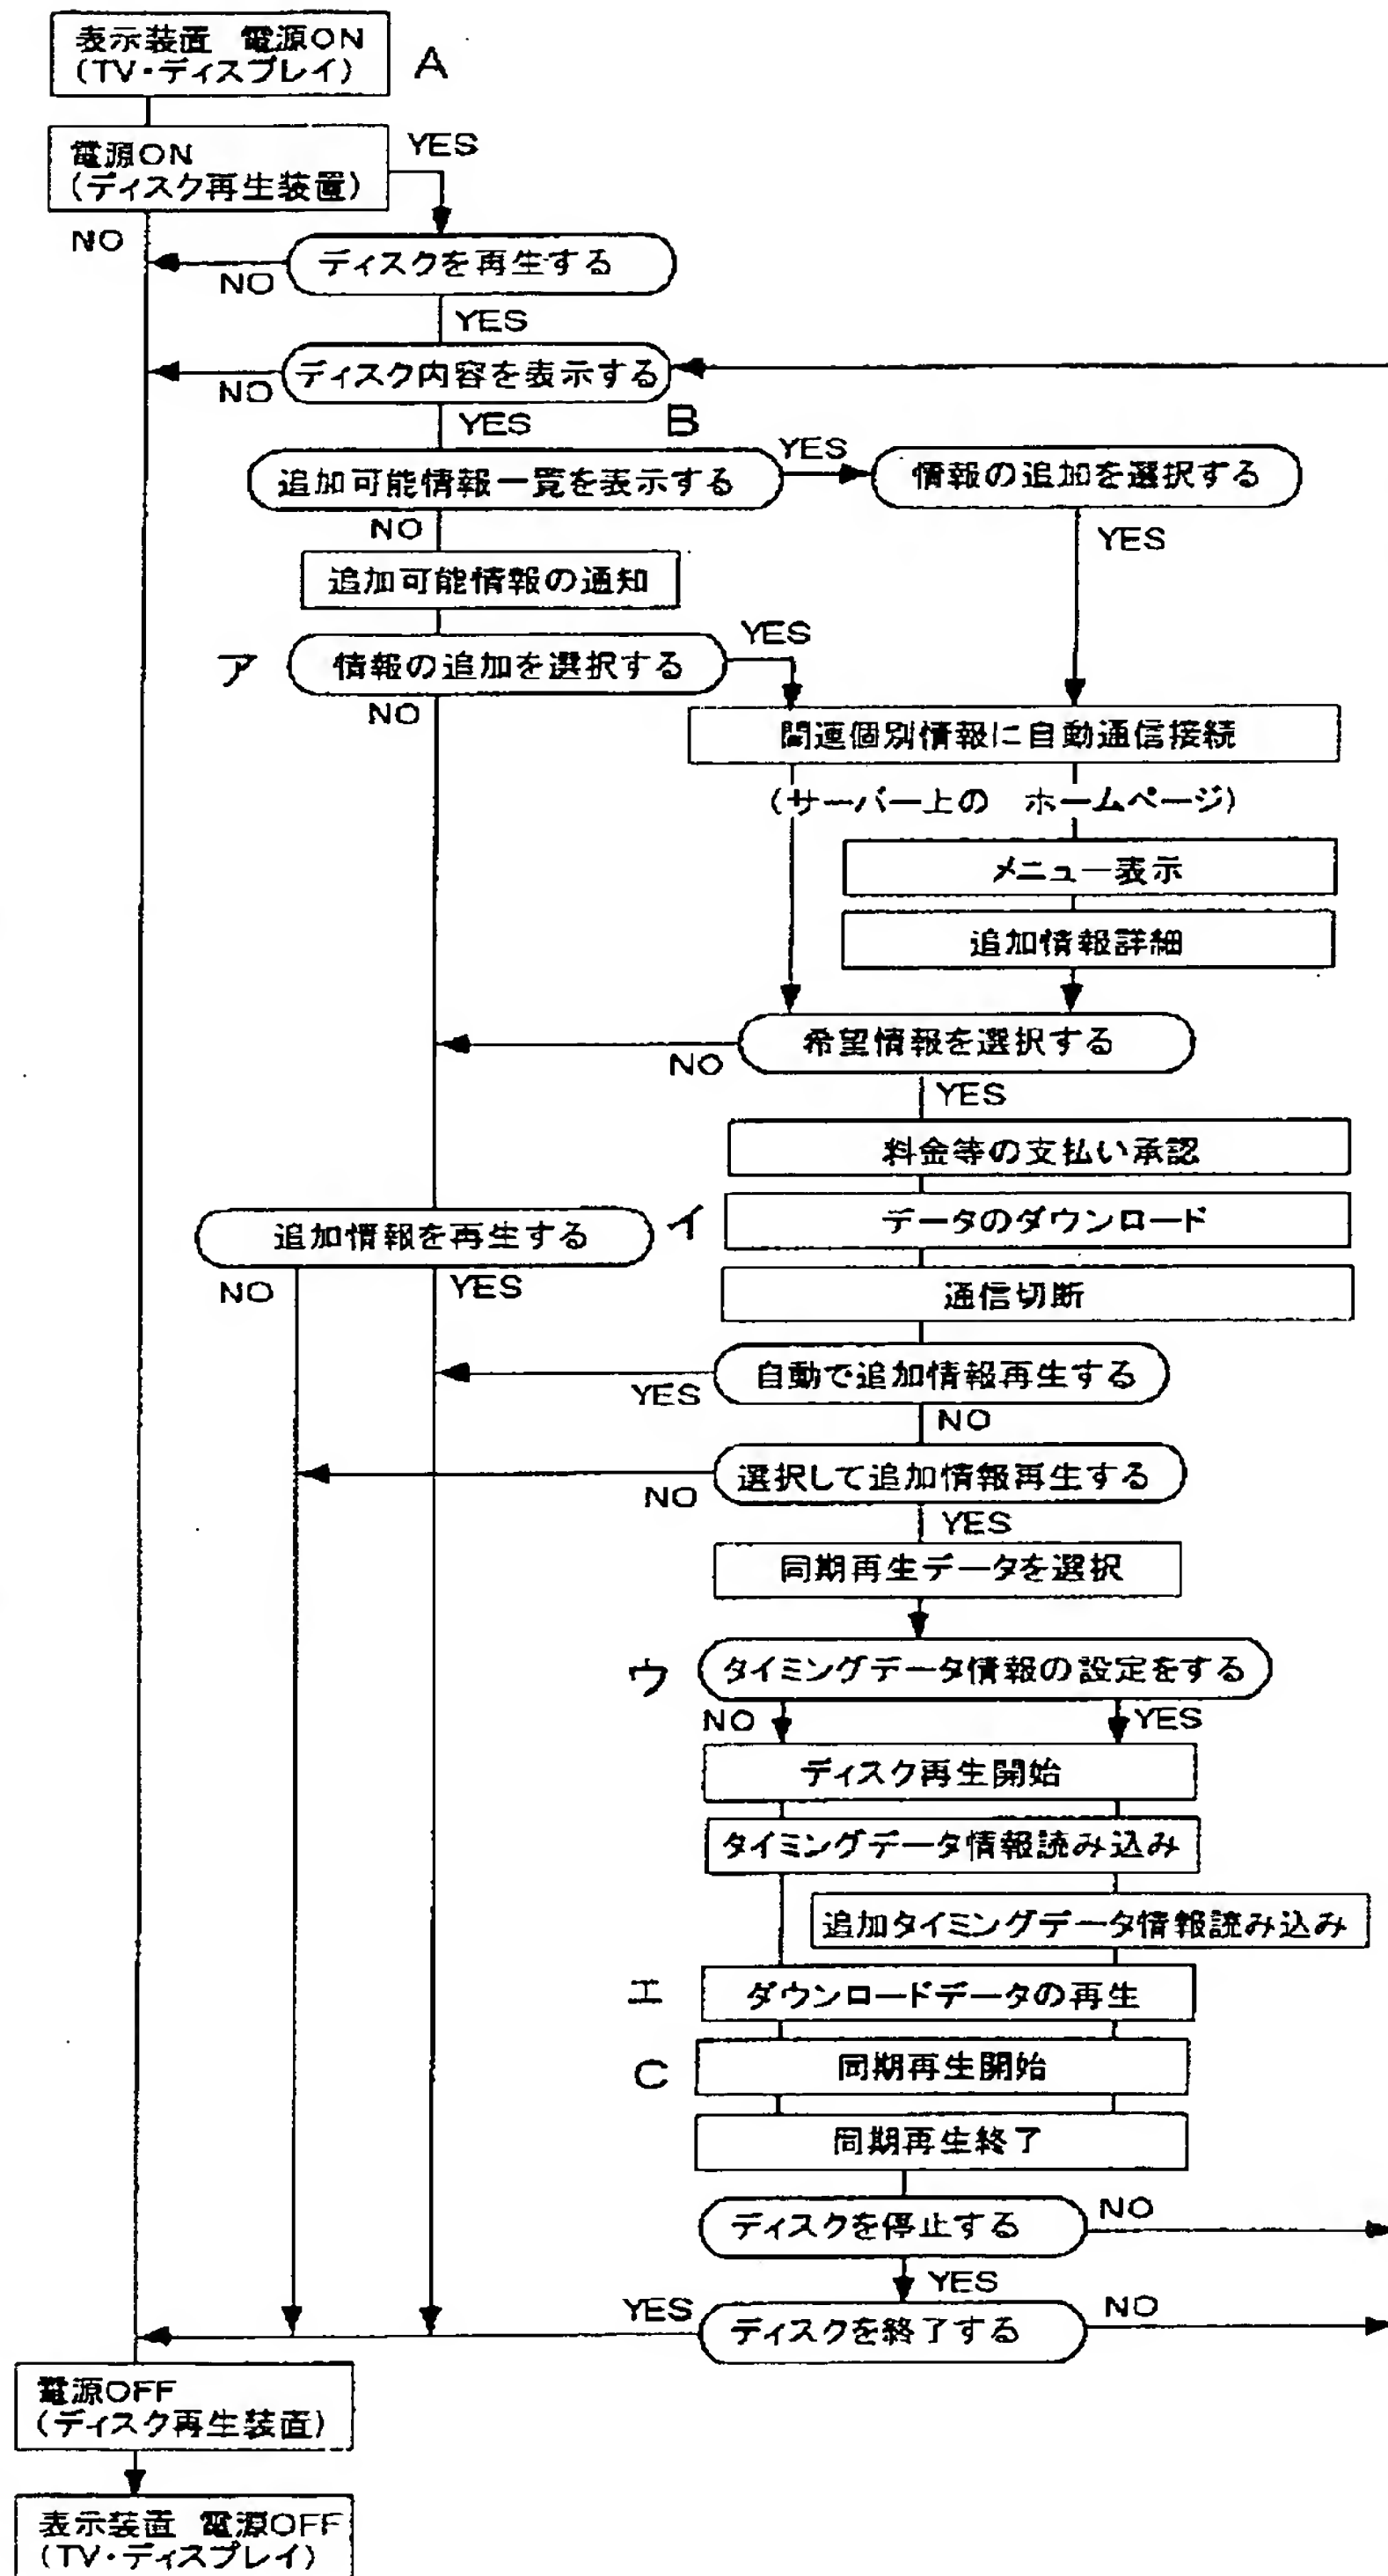 表示装置 電源ON
(TV・ディスプレイ)
A
電源ON
(ディスク再生装置)
YES
NO
ディスクを再生する
NO
YES
ディスク内容を表示する
NO
YES
B
追加可能情報一覧を表示する
YES
情報の追加を選択する
NO
YES
追加可能情報の通知
ア
情報の追加を選択する
YES
NO
関連個別情報に自動通信接続
(サーバー上の ホームページ)
メニュー表示
追加情報詳細
希望情報を選択する
NO
YES
料金等の支払い承認
追加情報を再生する
イ
データのダウンロード
NO
YES
通信切断
自動で追加情報再生する
YES
NO
選択して追加情報再生する
NO
YES
同期再生データを選択
ウ
タイミングデータ情報の設定をする
NO
YES
ディスク再生開始
タイミングデータ情報読み込み
追加タイミングデータ情報読み込み
エ
ダウンロードデータの再生
C
同期再生開始
同期再生終了
ディスクを停止する
NO
YES
ディスクを終了する
YES
NO
電源OFF
(ディスク再生装置)
表示装置 電源OFF
(TV・ディスプレイ)